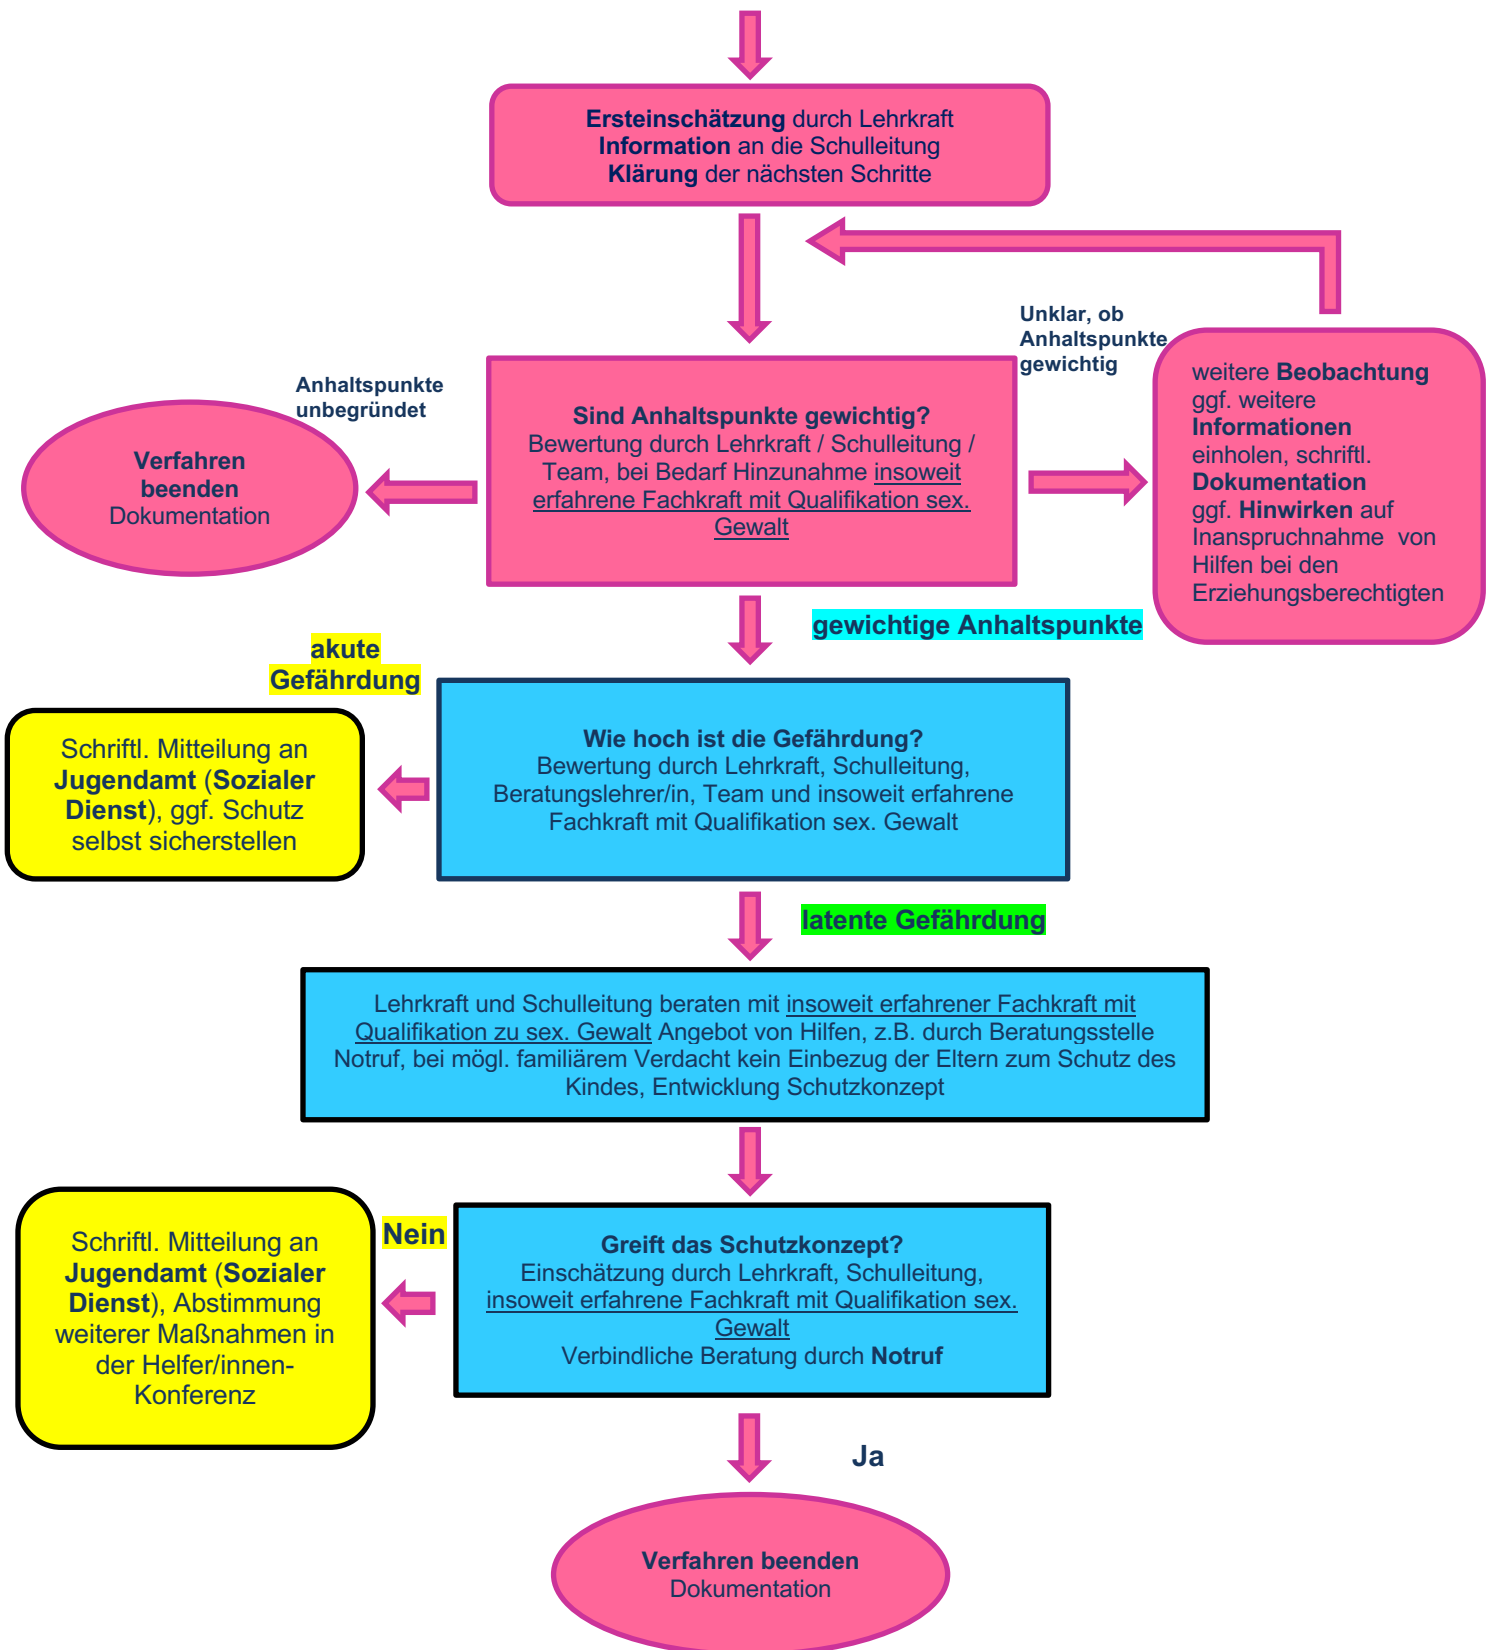 Ersteinschätzung durch Lehrkraft
Information an die Schulleitung
Klärung der nächsten Schritte
Unklar, ob
Anhaltspunkte
gewichtig
Anhaltspunkte
unbegründet
Verfahren
beenden
Dokumentation
Sind Anhaltspunkte gewichtig?
Bewertung durch Lehrkraft / Schulleitung /
Team, bei Bedarf Hinzunahme insoweit
erfahrene Fachkraft mit Qualifikation sex.
Gewalt
weitere Beobachtung
ggf. weitere
Informationen
einholen, schriftl.
Dokumentation
ggf. Hinwirken auf
Inanspruchnahme  von
Hilfen bei den
Erziehungsberechtigten
gewichtige Anhaltspunkte
akute
Gefährdung
Schriftl. Mitteilung an
Jugendamt (Sozialer
Dienst), ggf. Schutz
selbst sicherstellen
Wie hoch ist die Gefährdung?
Bewertung durch Lehrkraft, Schulleitung,
Beratungslehrer/in, Team und insoweit erfahrene
Fachkraft mit Qualifikation sex. Gewalt
latente Gefährdung
Lehrkraft und Schulleitung beraten mit insoweit erfahrener Fachkraft mit
Qualifikation zu sex. Gewalt Angebot von Hilfen, z.B. durch Beratungsstelle
Notruf, bei mögl. familiärem Verdacht kein Einbezug der Eltern zum Schutz des
Kindes, Entwicklung Schutzkonzept
Nein
Schriftl. Mitteilung an
Jugendamt (Sozialer
Dienst), Abstimmung
weiterer Maßnahmen in
der Helfer/innen-
Konferenz
Greift das Schutzkonzept?
Einschätzung durch Lehrkraft, Schulleitung,
insoweit erfahrene Fachkraft mit Qualifikation sex.
Gewalt
Verbindliche Beratung durch Notruf
Ja
Verfahren beenden
Dokumentation